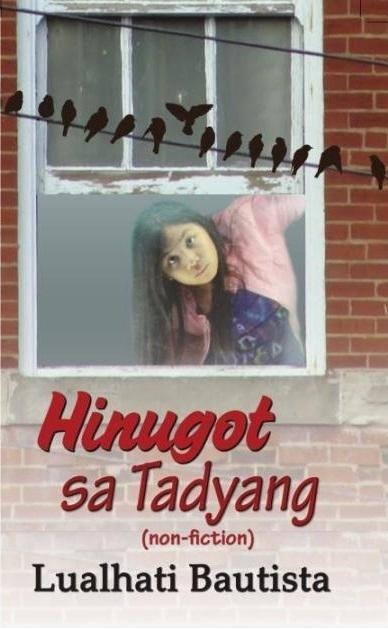 Hinugot
sa Tadyang
(non-fiction)
Lualhati Bautista